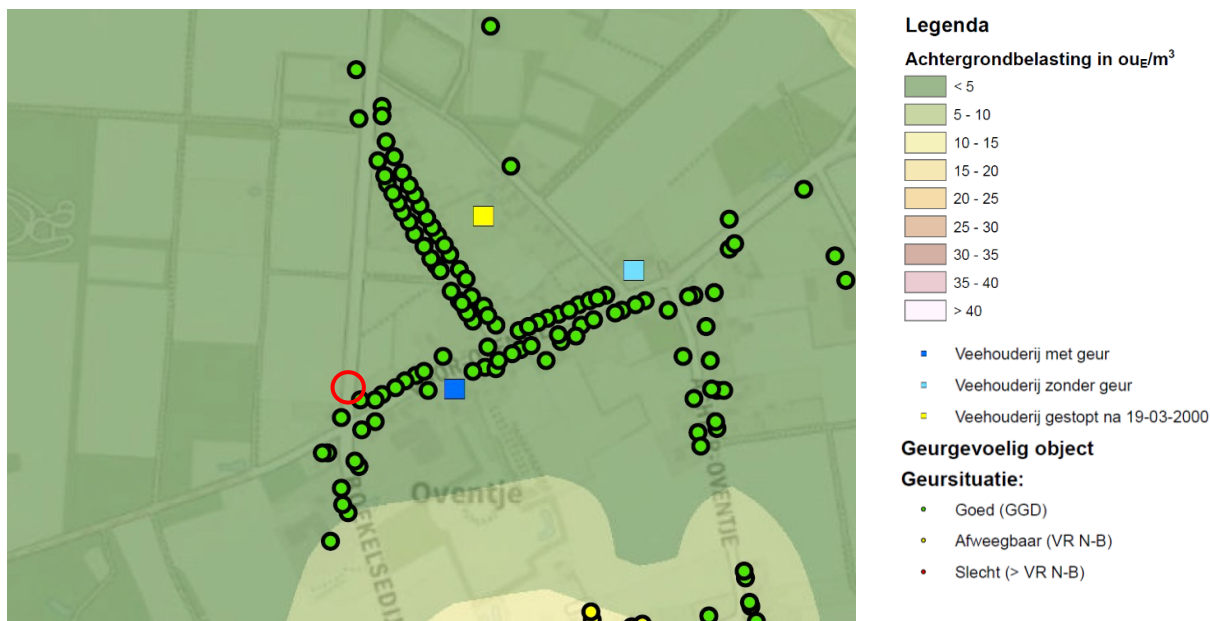 Legenda
Achtergrondbelasting in ouE/m3
< 5
5 - 10
10 - 15
15 - 20
20 - 25
25 - 30
30 - 35
35 - 40
> 40
Veehouderij met geur
Veehouderij zonder geur
Veehouderij gestopt na 19-03-2000
Geurgevoelig object
Geursituatie:
Goed (GGD)
Afweegbaar (VR N-B)
Slecht (> VR N-B)
Oventje